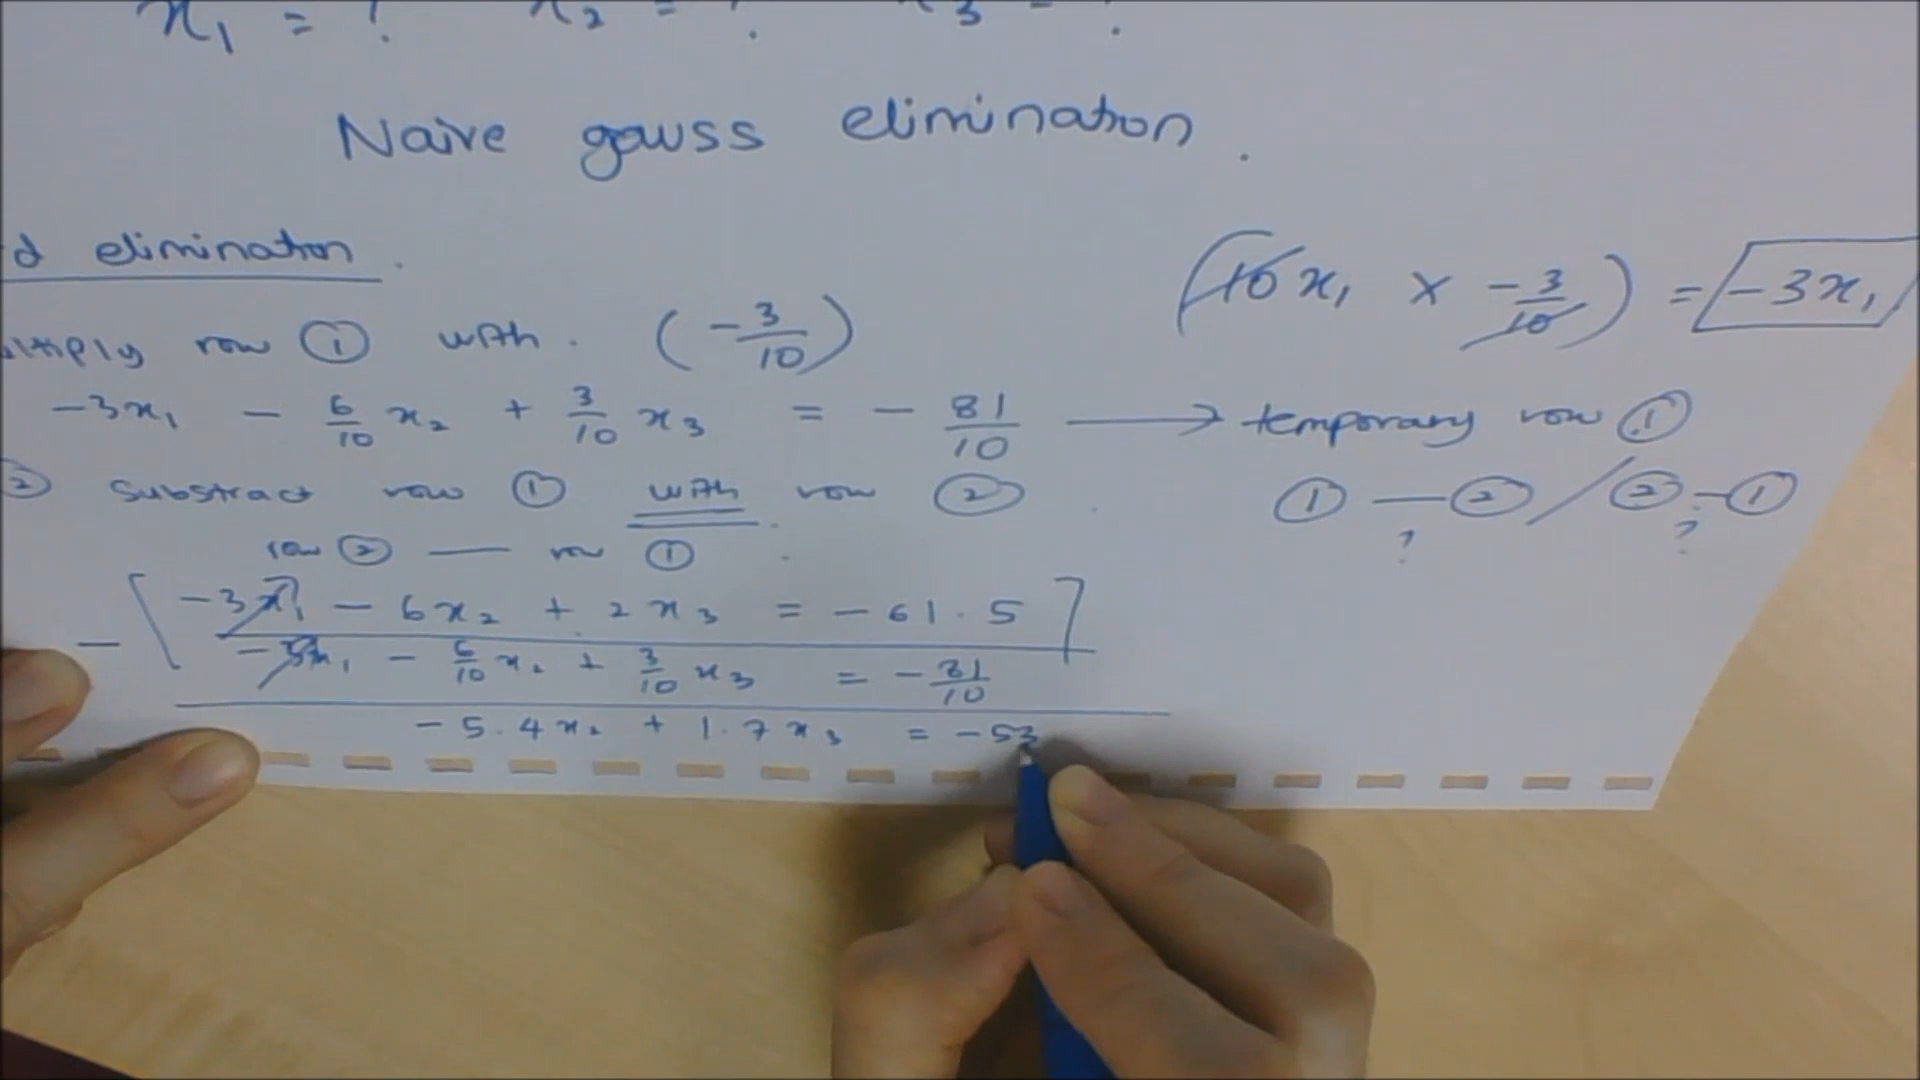 x₁ = ? x₂ = ? x₃ = ?
Naive gauss elimination.
d elimination.
(10x₁ × -3/10) = -3x₁
ltiply row ① with. (-3/10)
-3x₁ - 6/10 x₂ + 3/10 x₃ = - 81/10 → temporary row ①
② Substract row ① with row ②
① — ② / ② - ①
? ?
row ② — row ①
- [-3x₁ - 6x₂ + 2x₃ = -61.5]
-3x₁ - 6/10 x₂ + 3/10 x₃ = - 81/10
-5.4x₂ + 1.7x₃ = -53